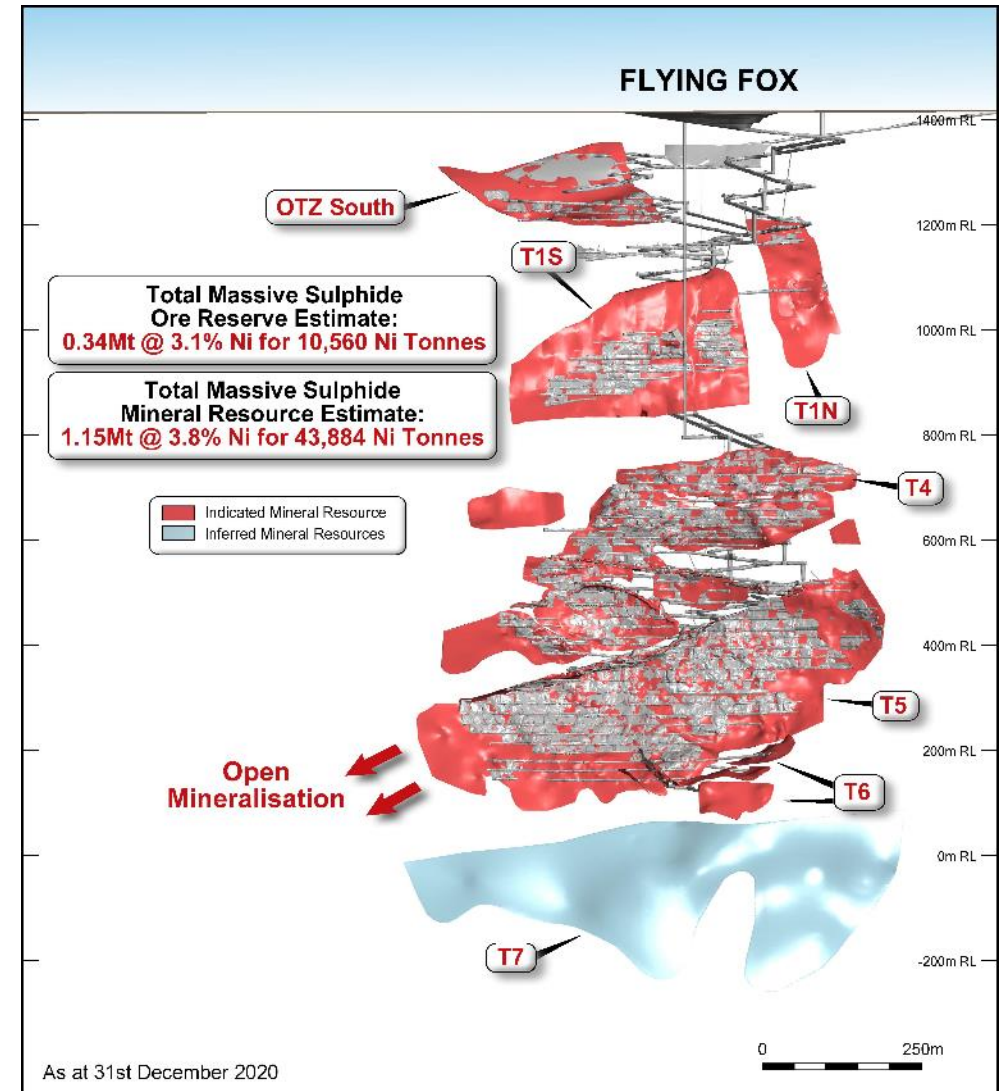 FLYING FOX
1400m RL
OTZ South
1200m RL
T1S
Total Massive Sulphide
Ore Reserve Estimate:
0.34Mt @ 3.1% Ni for 10,560 Ni Tonnes
1000m RL
Total Massive Sulphide
Mineral Resource Estimate:
1.15Mt @ 3.8% Ni for 43,884 Ni Tonnes
T1N
800m RL
T4
Indicated Mineral Resource
Inferred Mineral Resources
600m RL
400m RL
T5
200m RL
Open
Mineralisation
T6
0m RL
T7
-200m RL
0 250m
As at 31st December 2020